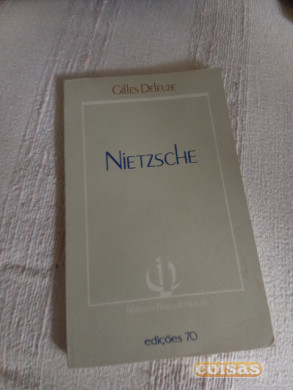 Gilles Deleuze
NIETZSCHE
edições 70
coisas